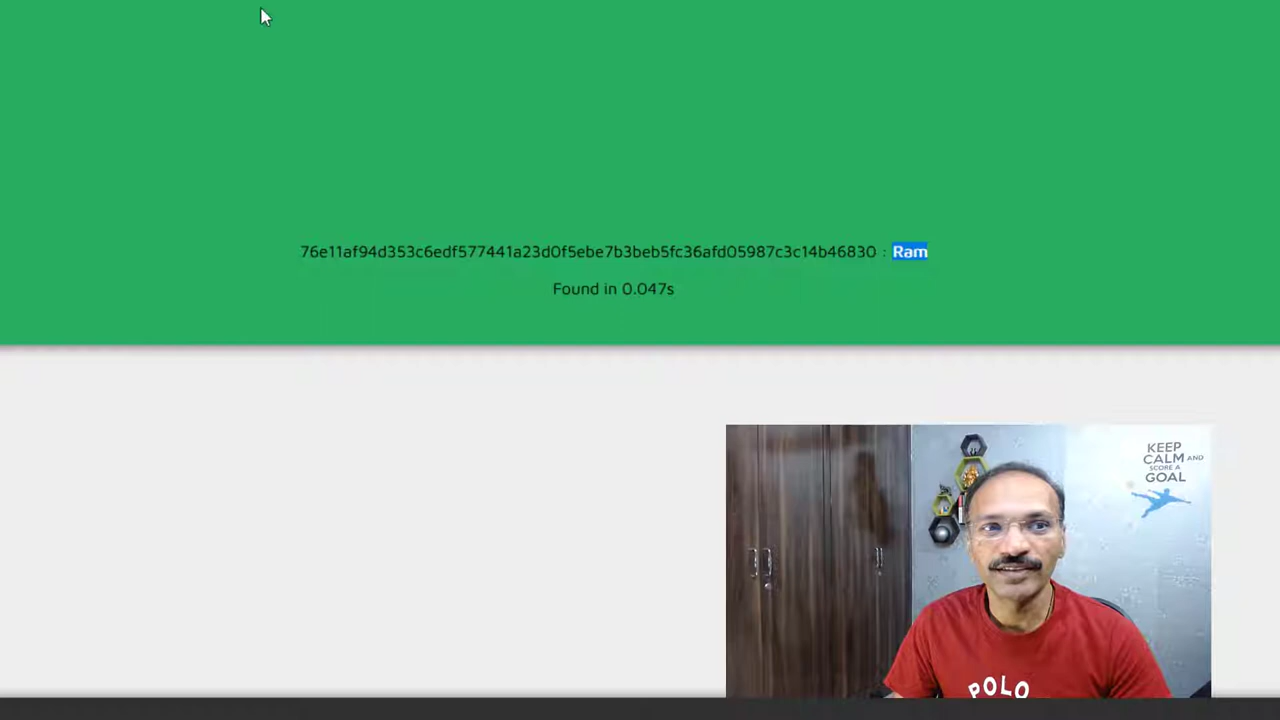 76e11af94d353c6edf577441a23d0f5ebe7b3beb5fc36afd05987c3c14b46830 : Ram
Found in 0.047s
KEEP
CALM AND
SCORE A
GOAL
POLO